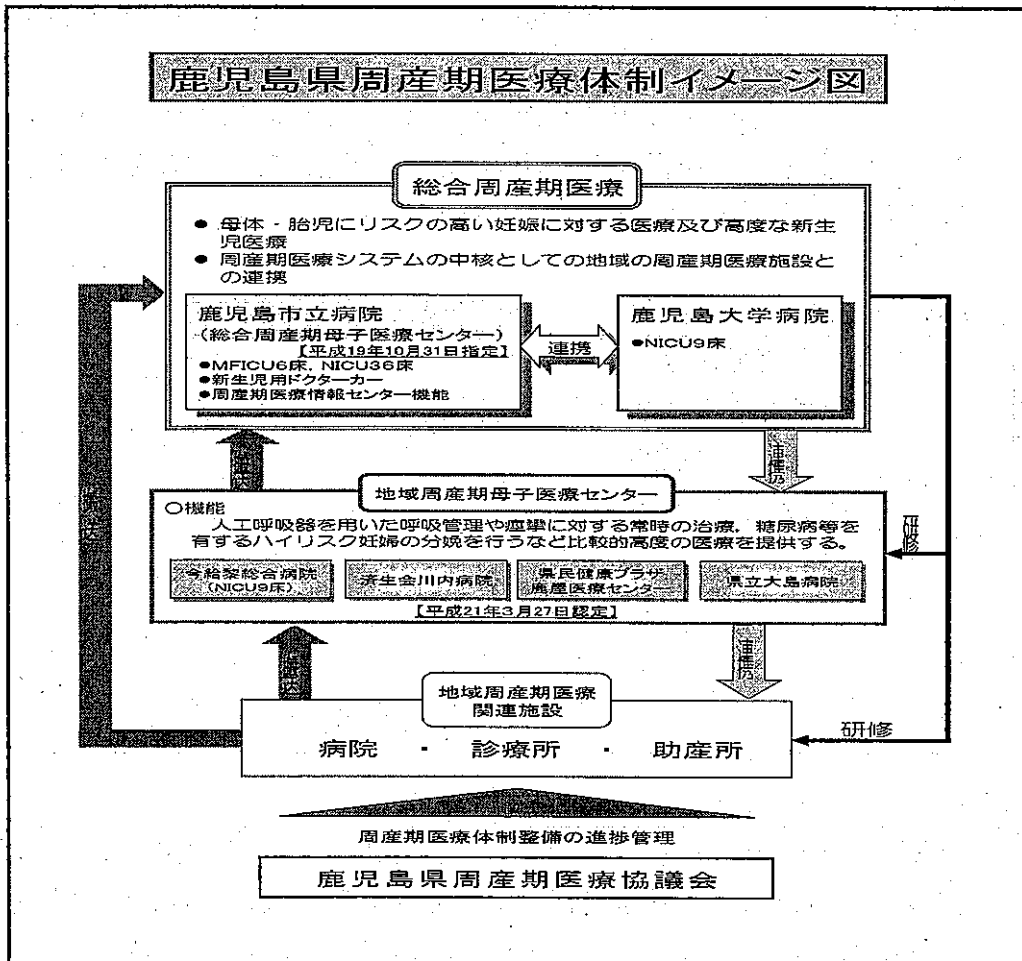 鹿児島県周産期医療体制イメージ図
総合周産期医療
● 母体・胎児にリスクの高い妊娠に対する医療及び高度な新生
児医療
● 周産期医療システムの中核としての地域の周産期医療施設と
の連携
鹿児島市立病院
(総合周産期母子医療センター)
【平成19年10月31日指定】
●MFICU6床，NICU36床
●新生児用ドクターカー
●周産期医療情報センター機能
連携
鹿児島大学病院
●NICU9床
搬送
連携
地域周産期母子医療センター
○機能
人工呼吸器を用いた呼吸管理や痙攣に対する常時の治療，糖尿病等を
有するハイリスク妊婦の分娩を行うなど比較的高度の医療を提供する。
今給黎総合病院
(NICU9床)
済生会川内病院
県民健康プラザ
鹿屋医療センター
県立大島病院
【平成21年3月27日認定】
搬送
研修
搬送
連携
地域周産期医療
関連施設
病院 ・ 診療所 ・ 助産所
研修
周産期医療体制整備の進捗管理
鹿児島県周産期医療協議会